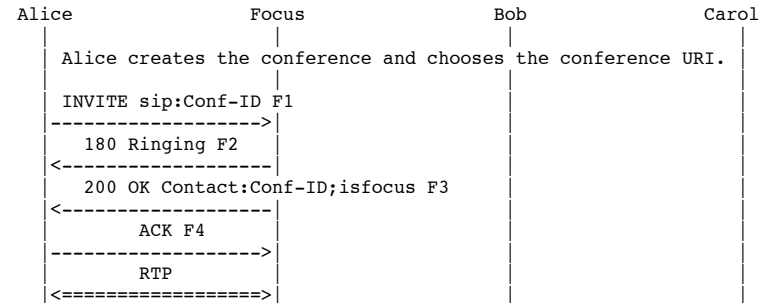 Alice Focus Bob Carol
Alice creates the conference and chooses the conference URI.
INVITE sip:Conf-ID F1
180 Ringing F2
200 OK Contact:Conf-ID;isfocus F3
ACK F4
RTP